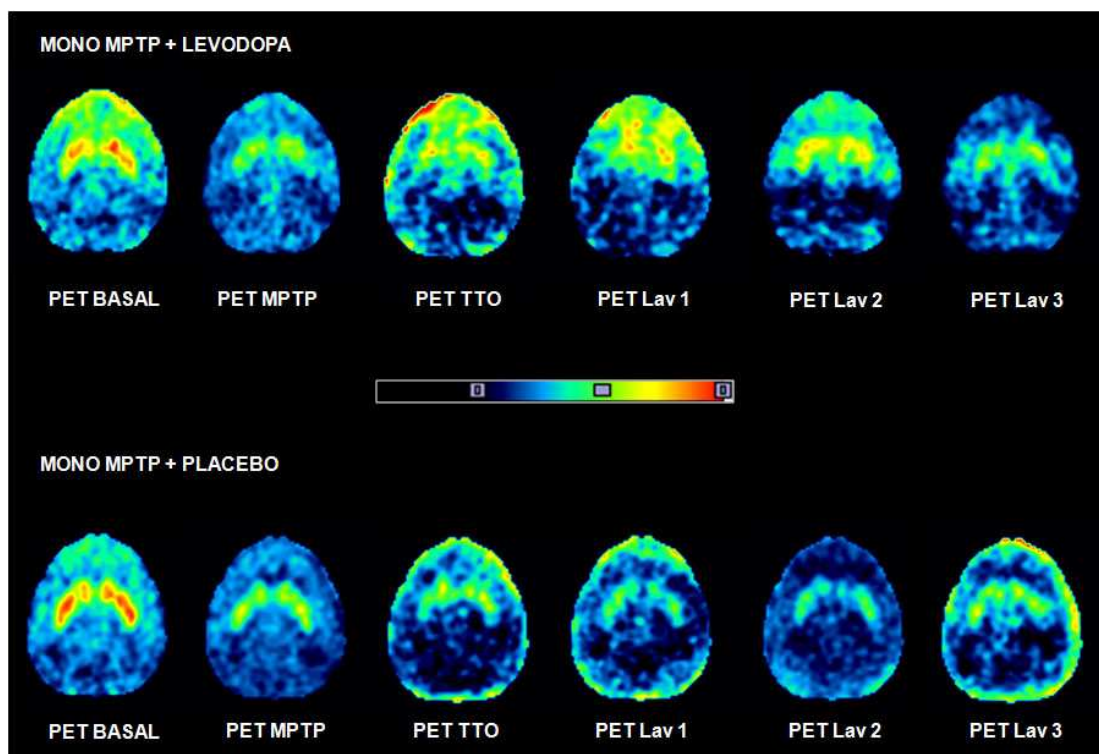 MONO MPTP + LEVODOPA
PET BASAL PET MPTP PET TTO PET Lav 1 PET Lav 2 PET Lav 3
MONO MPTP + PLACEBO
PET BASAL PET MPTP PET TTO PET Lav 1 PET Lav 2 PET Lav 3